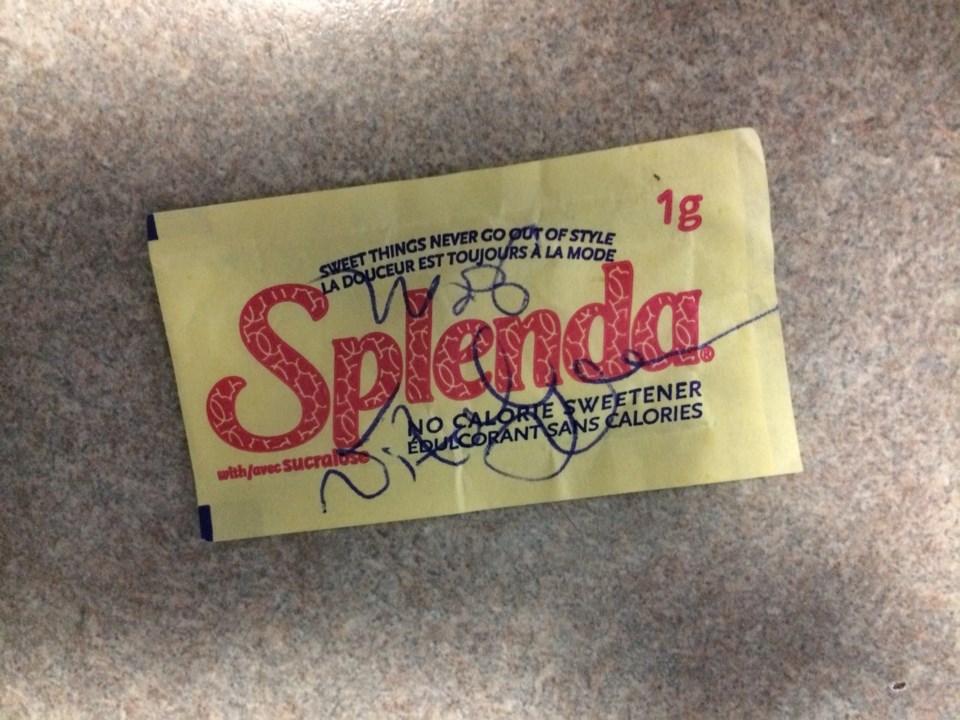 1g
SWEET THINGS NEVER GO OUT OF STYLE
LA DOUCEUR EST TOUJOURS À LA MODE
Splenda®
NO CALORIE SWEETENER
ÉDULCORANT SANS CALORIES
with/avec sucralose